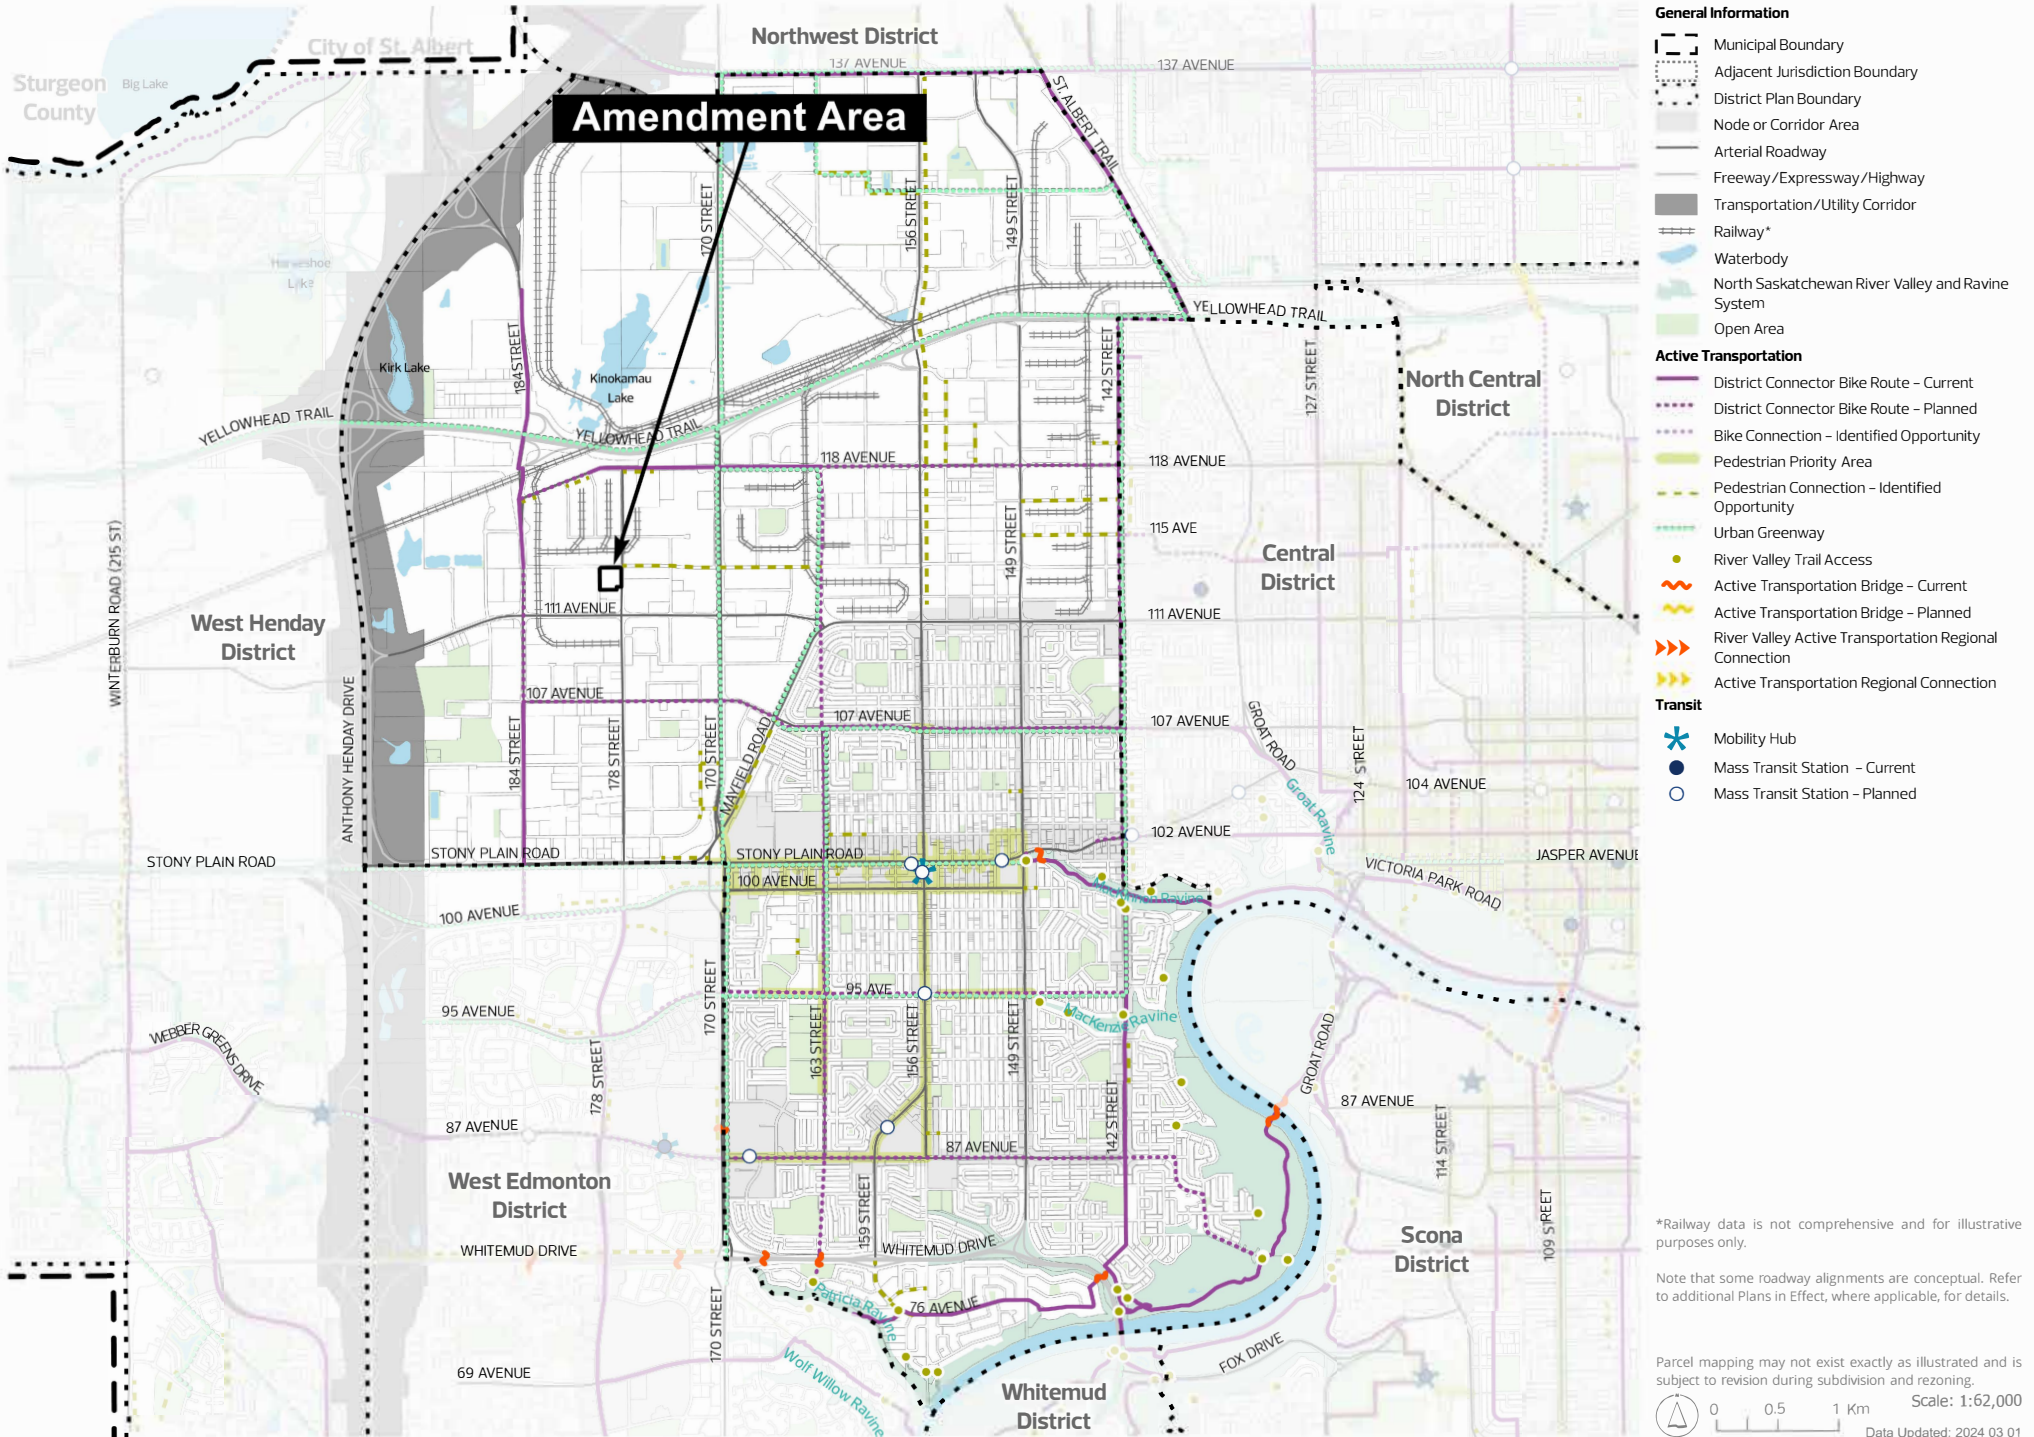 General Information
Municipal Boundary
Adjacent Jurisdiction Boundary
District Plan Boundary
Node or Corridor Area
Arterial Roadway
Freeway/Expressway/Highway
Transportation/Utility Corridor
Railway*
Waterbody
North Saskatchewan River Valley and Ravine
System
Open Area
Active Transportation
District Connector Bike Route – Current
District Connector Bike Route – Planned
Bike Connection – Identified Opportunity
Pedestrian Priority Area
Pedestrian Connection – Identified
Opportunity
Urban Greenway
River Valley Trail Access
Active Transportation Bridge – Current
Active Transportation Bridge – Planned
River Valley Active Transportation Regional
Connection
Active Transportation Regional Connection
Transit
Mobility Hub
Mass Transit Station – Current
Mass Transit Station – Planned
*Railway data is not comprehensive and for illustrative
purposes only.
Note that some roadway alignments are conceptual. Refer
to additional Plans in Effect, where applicable, for details.
Parcel mapping may not exist exactly as illustrated and is
subject to revision during subdivision and rezoning.
0 0.5 1 Km
Scale: 1:62,000
Data Updated: 2024 03 01
Northwest District
City of St. Albert
Sturgeon
County
Big Lake
137 AVENUE
137 AVENUE
Amendment Area
ST. ALBERT TRAIL
170 STREET
156 STREET
149 STREET
Horseshoe
Lake
YELLOWHEAD TRAIL
184 STREET
Kirk Lake
Kinokamau
Lake
142 STREET
127 STREET
North Central
District
YELLOWHEAD TRAIL
YELLOWHEAD TRAIL
118 AVENUE
118 AVENUE
WINTERBURN ROAD (215 ST)
149 STREET
115 AVE
Central
District
111 AVENUE
111 AVENUE
West Henday
District
ANTHONY HENDAY DRIVE
107 AVENUE
107 AVENUE
107 AVENUE
184 STREET
178 STREET
170 STREET
MAYFIELD ROAD
GROAT ROAD
124 STREET
104 AVENUE
Groat Ravine
102 AVENUE
STONY PLAIN ROAD
STONY PLAIN ROAD
STONY PLAIN ROAD
JASPER AVENUE
VICTORIA PARK ROAD
100 AVENUE
100 AVENUE
MacKinnon Ravine
170 STREET
95 AVE
95 AVENUE
MacKenzie Ravine
WEBBER GREENS DRIVE
178 STREET
163 STREET
156 STREET
149 STREET
142 STREET
GROAT ROAD
87 AVENUE
87 AVENUE
87 AVENUE
114 STREET
West Edmonton
District
159 STREET
109 STREET
Scona
District
WHITEMUD DRIVE
WHITEMUD DRIVE
Patricia Ravine
76 AVENUE
170 STREET
69 AVENUE
Wolf Willow Ravine
FOX DRIVE
Whitemud
District